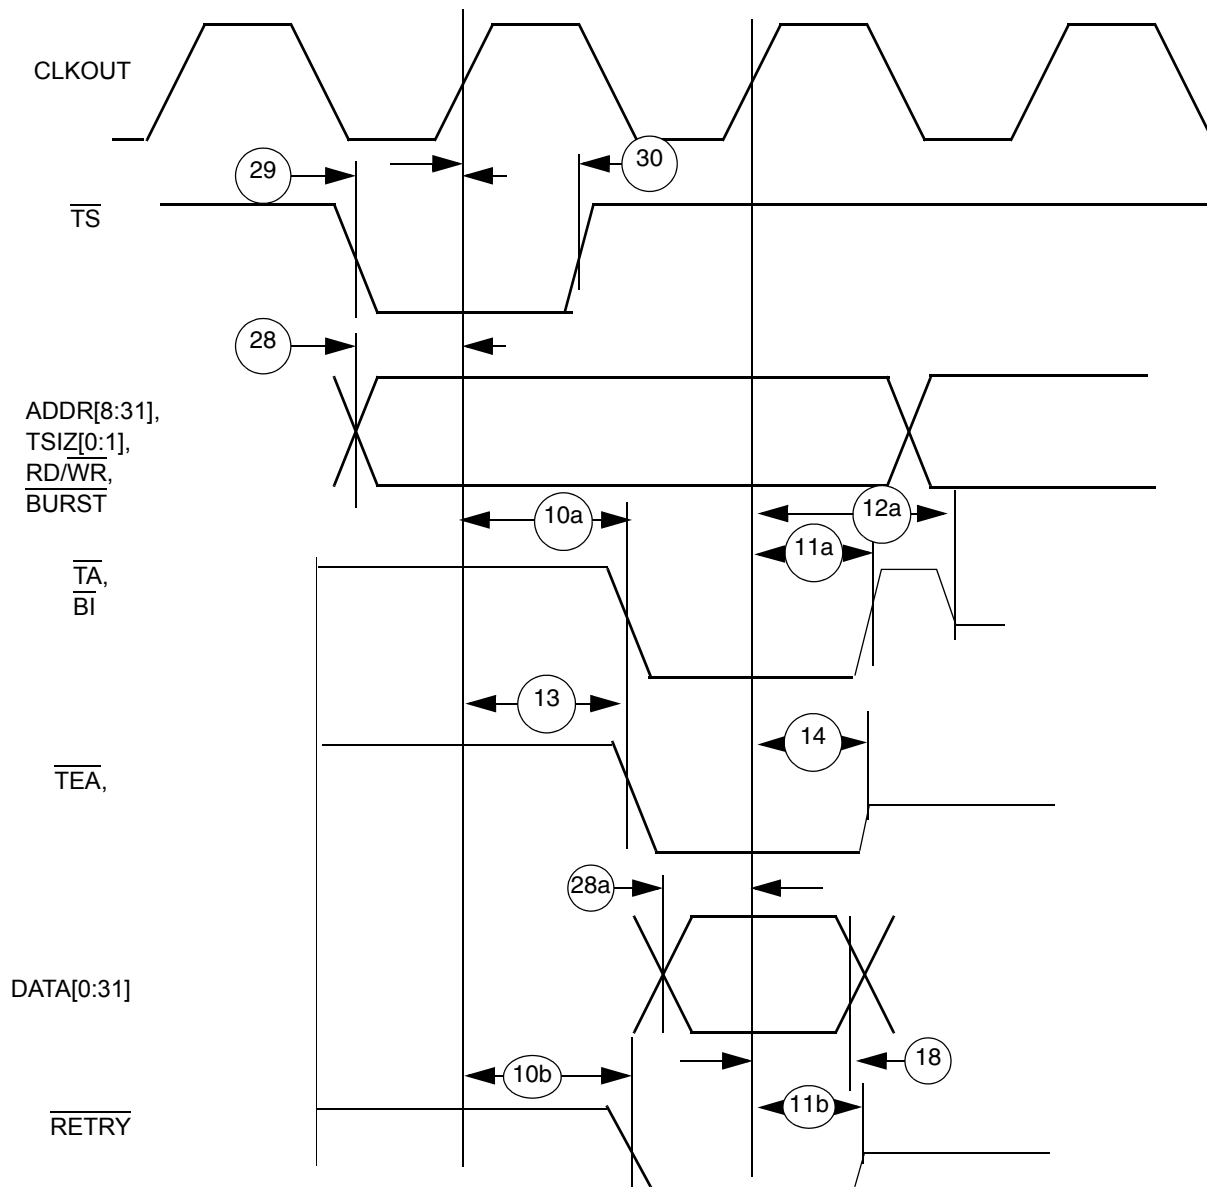 CLKOUT
29
30
TS
28
ADDR[8:31],
TSIZ[0:1],
RD/WR,
BURST
10a
12a
11a
TA,
BI
13
14
TEA,
28a
DATA[0:31]
10b
18
11b
RETRY